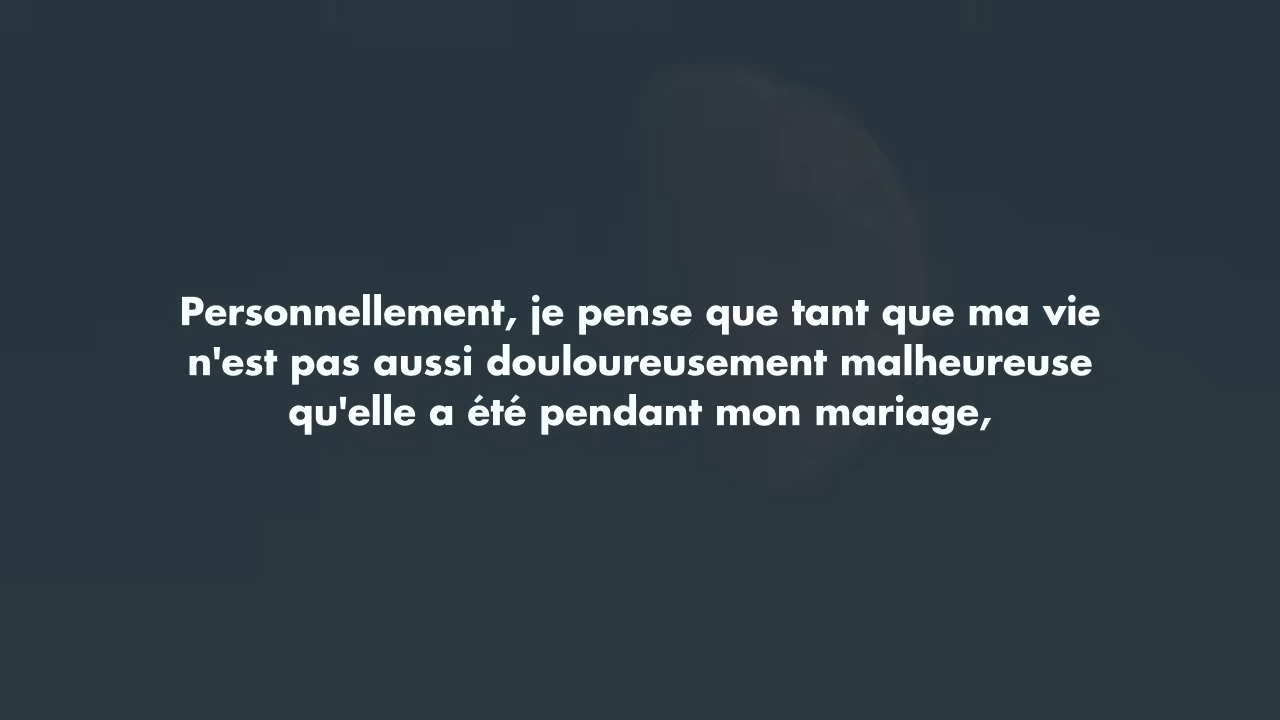 Personnellement, je pense que tant que ma vie
n'est pas aussi douloureusement malheureuse
qu'elle a été pendant mon mariage,